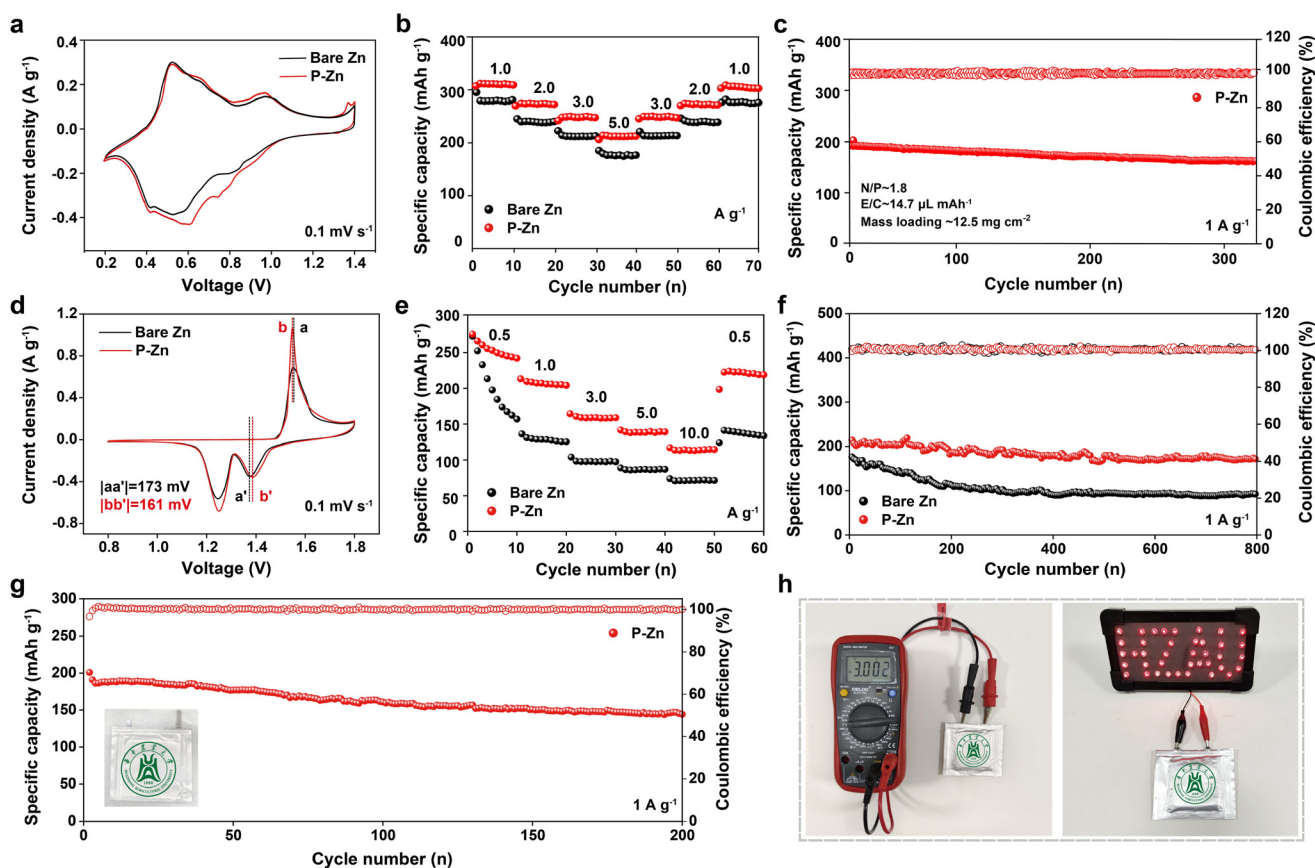 a
Current density (A g⁻¹)
0.4
0.2
0.0
-0.2
-0.4
Bare Zn
P-Zn
0.1 mV s⁻¹
0.2 0.4 0.6 0.8 1.0 1.2 1.4
Voltage (V)
b
Specific capacity (mAh g⁻¹)
400
300
200
100
0
1.0 2.0 3.0 5.0 3.0 2.0 1.0
Bare Zn
P-Zn
A g⁻¹
0 10 20 30 40 50 60 70
Cycle number (n)
c
Specific capacity (mAh g⁻¹)
400
300
200
100
0
P-Zn
N/P~1.8
E/C~14.7 μL mAh⁻¹
Mass loading ~12.5 mg cm⁻²
1 A g⁻¹
120
100
80
60
40
20
0
Coulombic efficiency (%)
100 200 300
Cycle number (n)
d
Current density (A g⁻¹)
1.2
0.8
0.4
0.0
-0.4
-0.8
Bare Zn
P-Zn
b a
|aa'|=173 mV
|bb'|=161 mV
a' b'
0.1 mV s⁻¹
0.8 1.0 1.2 1.4 1.6 1.8
Voltage (V)
e
Specific capacity (mAh g⁻¹)
300
250
200
150
100
50
0
0.5 1.0 3.0 5.0 10.0 0.5
Bare Zn
P-Zn
A g⁻¹
0 10 20 30 40 50 60
Cycle number (n)
f
Specific capacity (mAh g⁻¹)
500
400
300
200
100
0
Bare Zn
P-Zn
1 A g⁻¹
120
100
80
60
40
20
0
Coulombic efficiency (%)
0 200 400 600 800
Cycle number (n)
g
Specific capacity (mAh g⁻¹)
300
250
200
150
100
50
0
P-Zn
1 A g⁻¹
100
80
60
40
20
0
Coulombic efficiency (%)
0 50 100 150 200
Cycle number (n)
h
3.002
HZAU